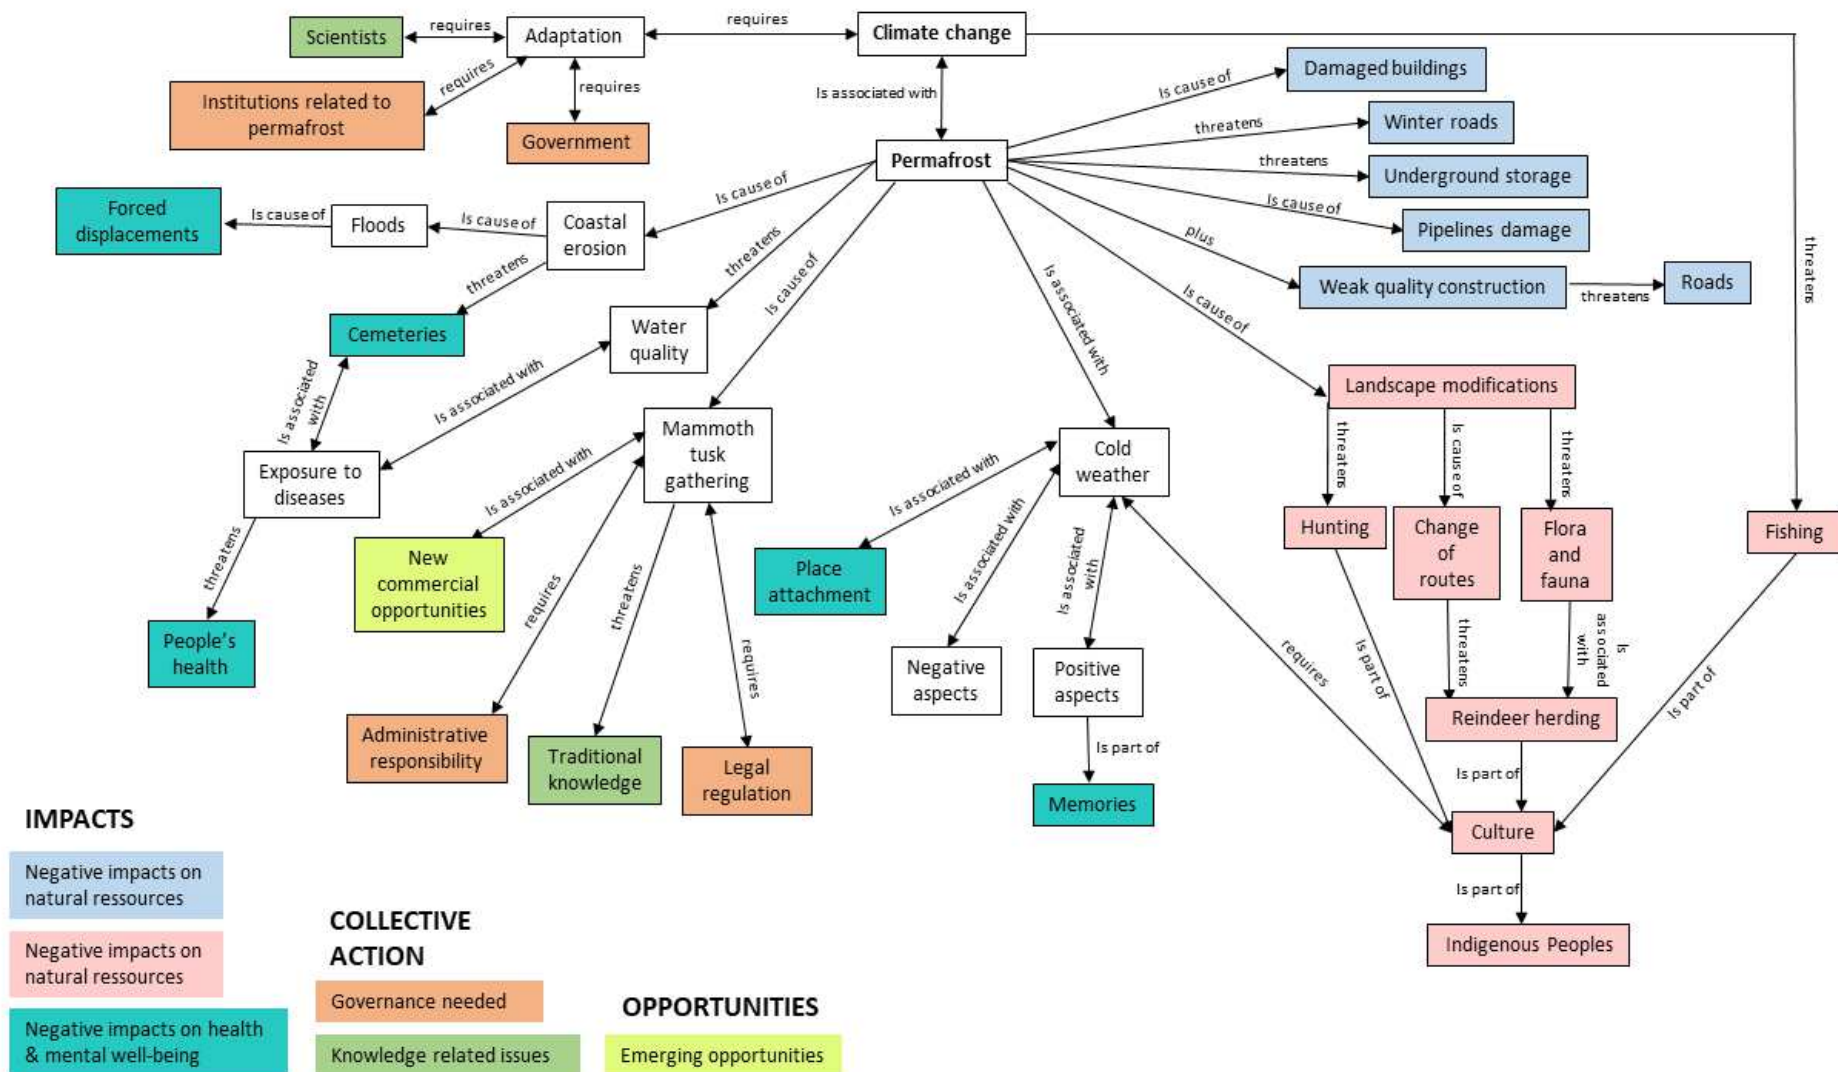 Scientists
requires
Adaptation
requires
Climate change
Institutions related to
permafrost
requires
requires
Government
Is associated with
Permafrost
Is cause of
Damaged buildings
threatens
Winter roads
threatens
Underground storage
Is cause of
Pipelines damage
plus
Weak quality construction
threatens
Roads
threatens
Forced
displacements
Is cause of
Floods
Is cause of
Coastal
erosion
Is cause of
threatens
Cemeteries
threatens
Water
quality
Is cause of
Is associated with
Is cause of
Is associated
with
Is associated with
Exposure to
diseases
threatens
People's
health
Mammoth
tusk
gathering
Is associated with
New
commercial
opportunities
requires
threatens
requires
Administrative
responsibility
Traditional
knowledge
Legal
regulation
Cold
weather
Is associated with
Place
attachment
Is associated with
Is associated
with
Negative
aspects
Positive
aspects
Is part of
Memories
requires
Landscape modifications
threatens
Is cause of
threatens
Hunting
Change
of
routes
Flora
and
fauna
Fishing
Is part of
threatens
Is
associated
with
Is part of
Reindeer herding
Is part of
Culture
Is part of
Indigenous Peoples
IMPACTS
Negative impacts on
natural ressources
Negative impacts on
natural ressources
Negative impacts on health
& mental well-being
COLLECTIVE
ACTION
Governance needed
Knowledge related issues
OPPORTUNITIES
Emerging opportunities